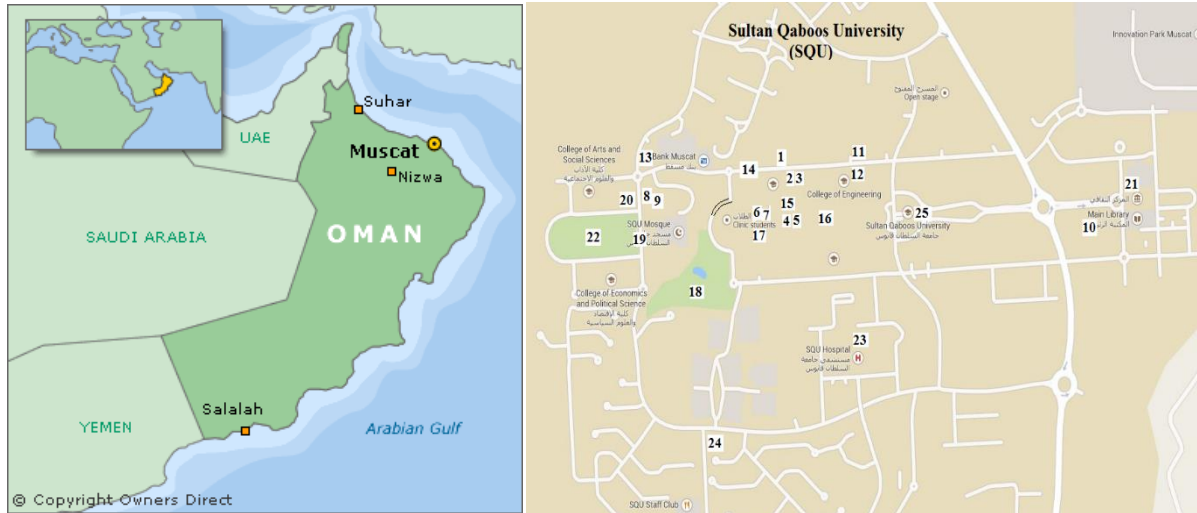 Suhar
UAE
Muscat
Nizwa
OMAN
SAUDI ARABIA
Salalah
YEMEN
Arabian Gulf
© Copyright Owners Direct
Sultan Qaboos University
(SQU)
Innovation Park Muscat
المسرح المفتوح
Open stage
College of Arts and
Social Sciences
كلية الآداب
والعلوم الاجتماعية
13
Bank Muscat
بنك مسقط
14
1
11
2 3
12
College of Engineering
20
8
9
15
6
7
Clinic students
4 5
16
17
25
Sultan Qaboos University
جامعة السلطان قابوس
21
المركز الثقافي
Main Library
10
22
SQU Mosque
19
السلطان
College of Economics
and Political Science
كلية الاقتصاد
والعلوم السياسية
18
23
SQU Hospital
مستشفى جامعة
السلطان قابوس
24
SQU Staff Club